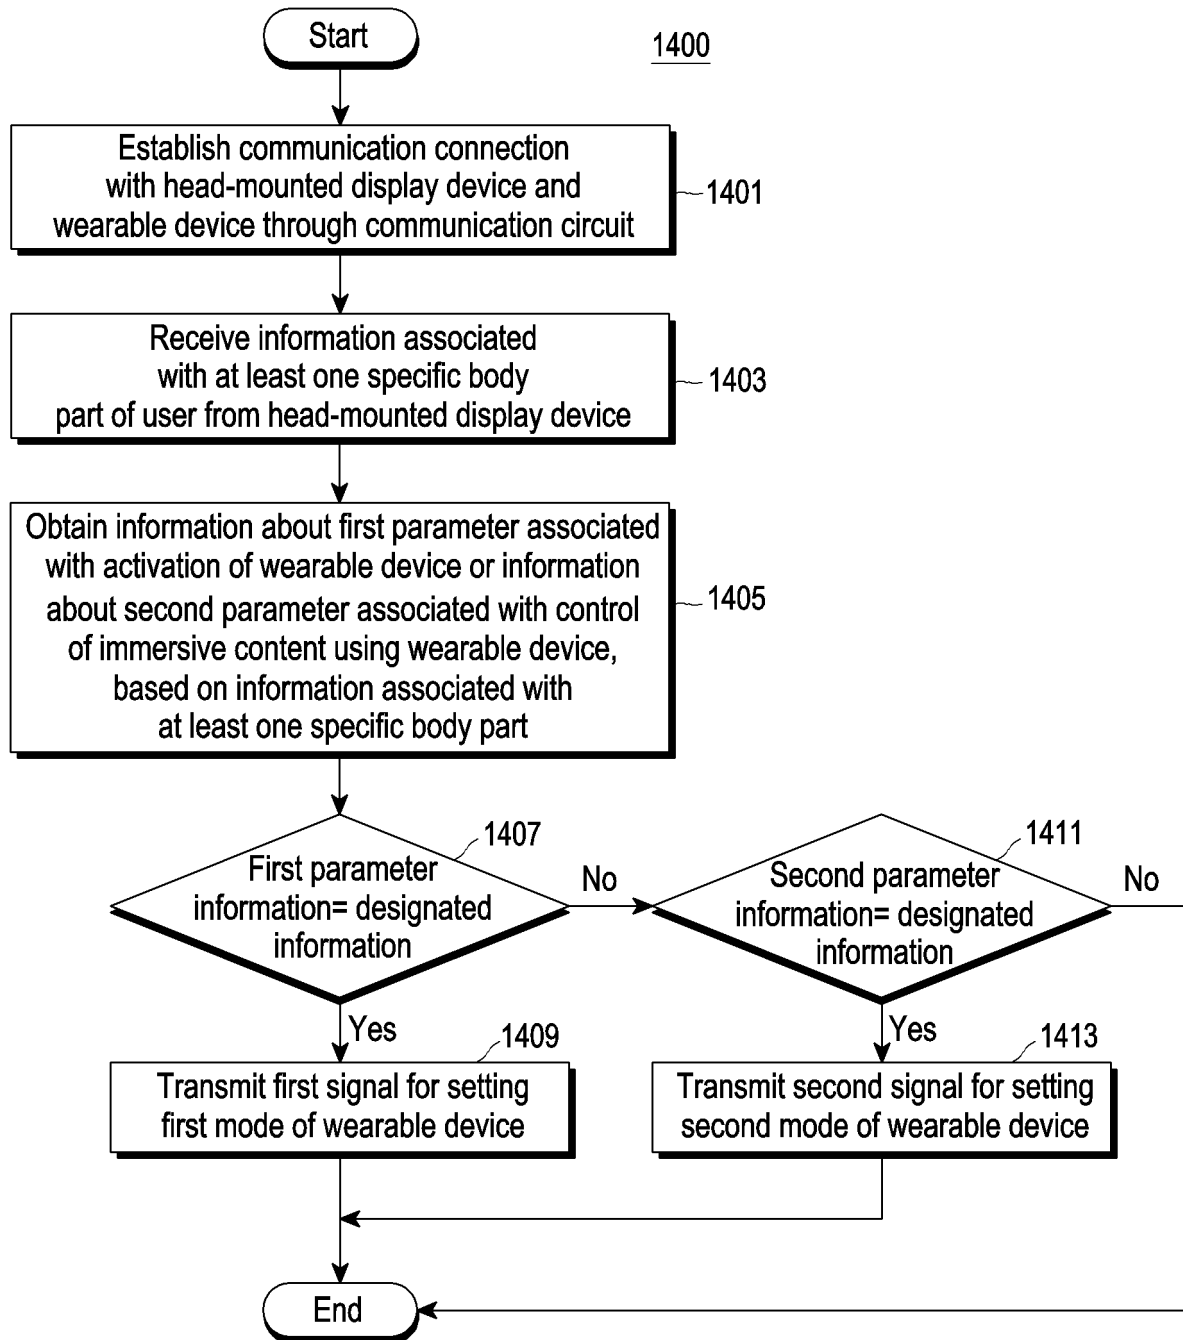 Start
1400
Establish communication connection
with head-mounted display device and
wearable device through communication circuit
1401
Receive information associated
with at least one specific body
part of user from head-mounted display device
1403
Obtain information about first parameter associated
with activation of wearable device or information
about second parameter associated with control
of immersive content using wearable device,
based on information associated with
at least one specific body part
1405
1407
First parameter
information= designated
information
No
Yes
1411
Second parameter
information= designated
information
No
Yes
1409
Transmit first signal for setting
first mode of wearable device
1413
Transmit second signal for setting
second mode of wearable device
End